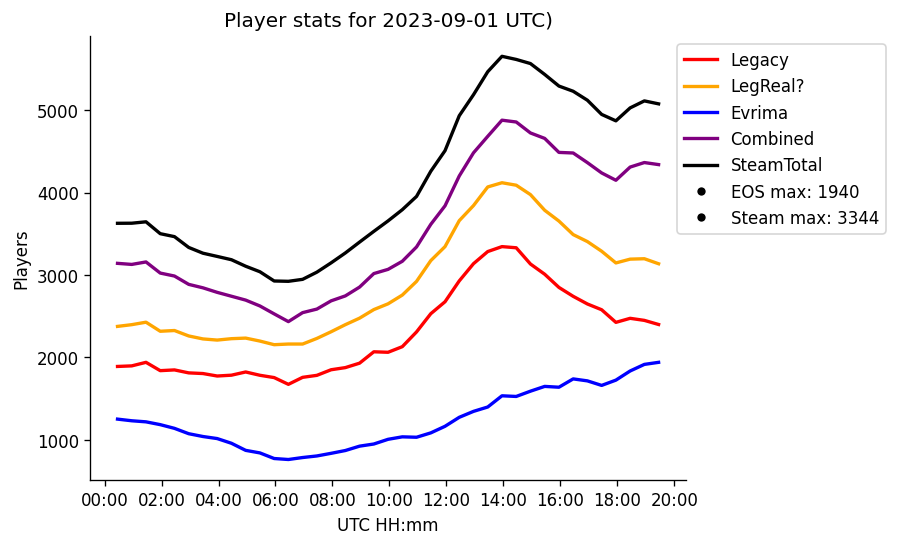 Player stats for 2023-09-01 UTC)
Legacy
LegReal?
Evrima
Combined
SteamTotal
EOS max: 1940
Steam max: 3344
Players
5000
4000
3000
2000
1000
00:00 02:00 04:00 06:00 08:00 10:00 12:00 14:00 16:00 18:00 20:00
UTC HH:mm